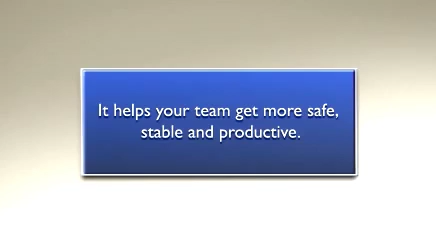 It helps your team get more safe,
stable and productive.